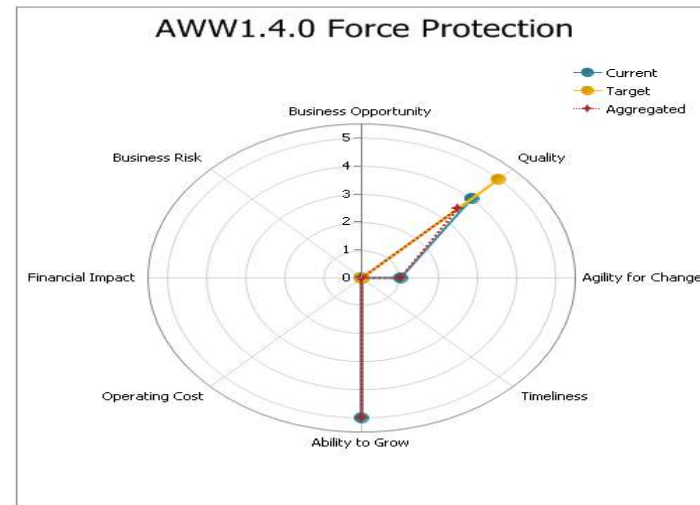 AWW1.4.0 Force Protection
Current
Target
Aggregated
Business Opportunity
Business Risk
Quality
5
4
3
2
1
0
Financial Impact
Agility for Change
Operating Cost
Timeliness
Ability to Grow